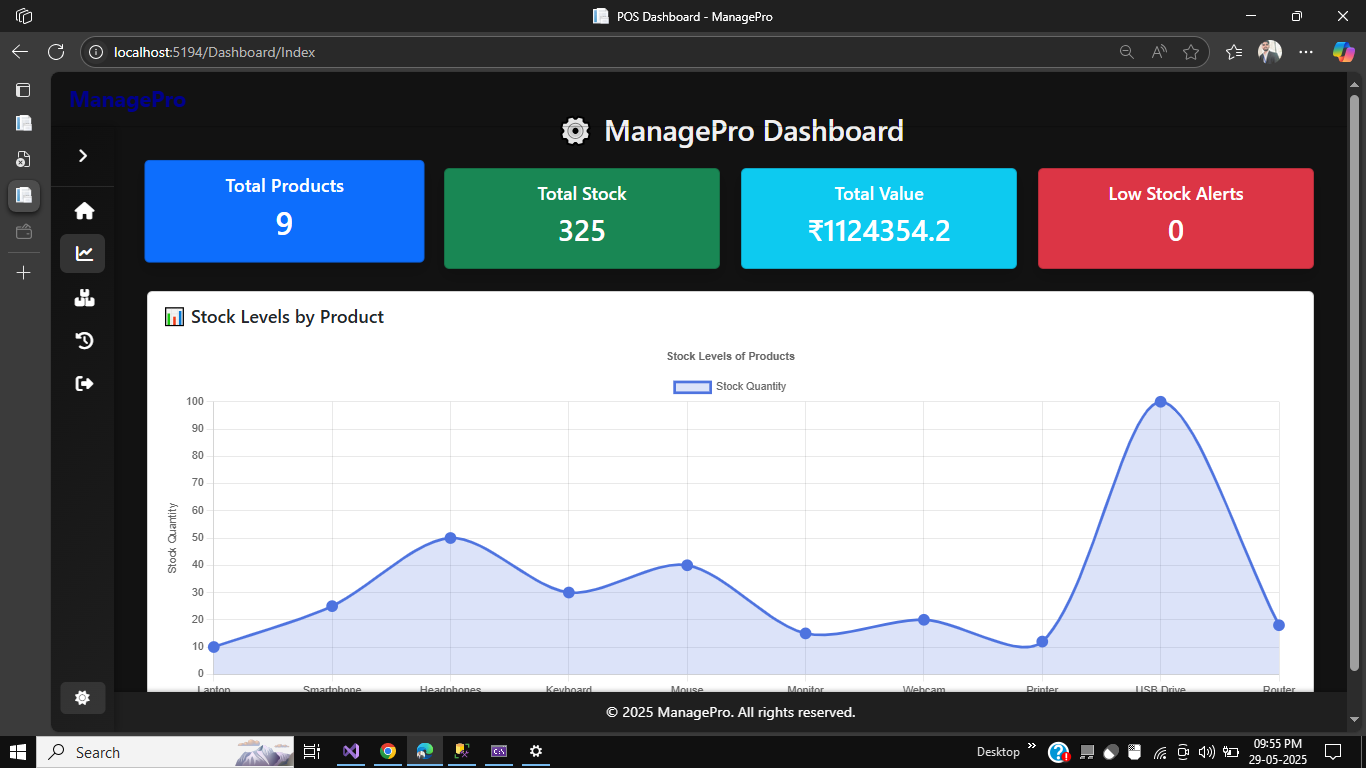 POS Dashboard - ManagePro
localhost:5194/Dashboard/Index
ManagePro
ManagePro Dashboard
Total Products
9
Total Stock
325
Total Value
₹1124354.2
Low Stock Alerts
0
Stock Levels by Product
Stock Levels of Products
Stock Quantity
100
90
80
70
60
50
40
30
20
10
0
Stock Quantity
Laptop Smartphone Headphones Keyboard Mouse Monitor Webcam Printer USB Drive Router
© 2025 ManagePro. All rights reserved.
Search
Desktop
09:55 PM
29-05-2025